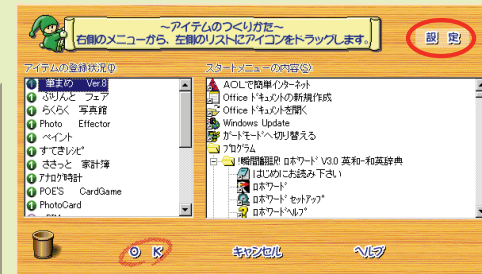 ～アイテムのつくりかた～
右側のメニューから、左側のリストにアイコンをドラッグします。
設 定
アイテムの登録状況(I)
スタートメニューの内容(S)
筆まめ Ver.8
ぷりんと フェア
らくらく 写真館
Photo Effector
ペイント
すてきレシピ
ささっと 家計簿
アナログ時計
POE'S CardGame
PhotoCard
AOLで簡単インターネット
Office ドキュメントの新規作成
Office ドキュメントを開く
Windows Update
ガードモードへ切り替える
プログラム
!瞬間翻訳! ロボワード V3.0 英和-和英辞典
はじめにお読み下さい
ロボワード
ロボワード セットアップ
ロボワード ヘルプ
O K
キャンセル
ヘルプ